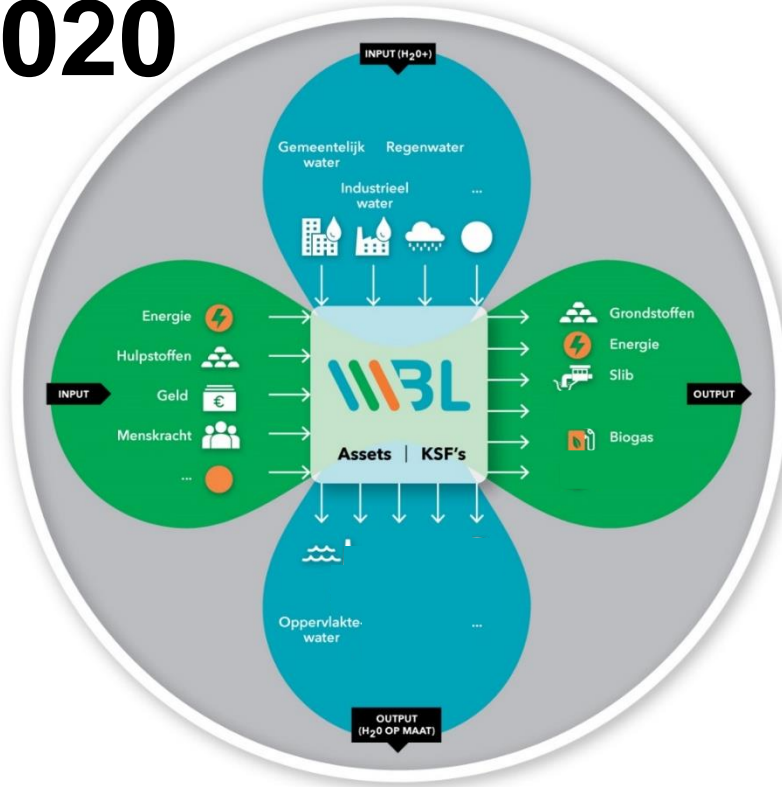 020
INPUT (H20+)
Gemeentelijk
water
Regenwater
Industrieel
water
...
Energie
Hulpstoffen
Geld
€
Menskracht
...
INPUT
WBL
Assets | KSF's
Grondstoffen
Energie
Slib
Biogas
OUTPUT
Oppervlakte-
water
...
OUTPUT
(H20 OP MAAT)